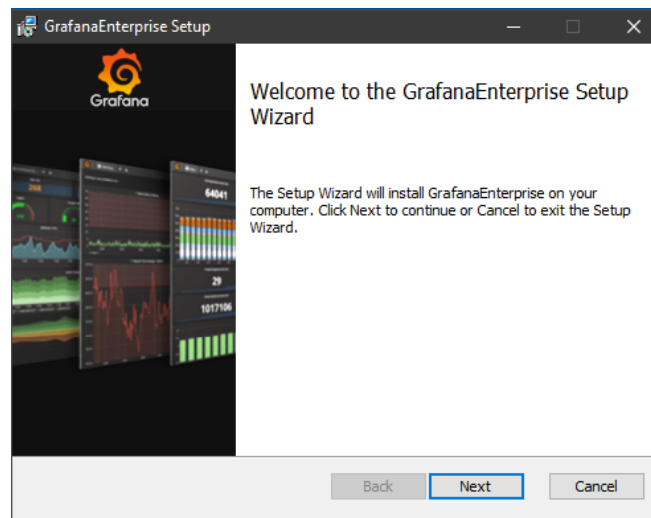 GrafanaEnterprise Setup
Grafana
Welcome to the GrafanaEnterprise Setup
Wizard
The Setup Wizard will install GrafanaEnterprise on your
computer. Click Next to continue or Cancel to exit the Setup
Wizard.
268
64041
29
1017106
Back
Next
Cancel